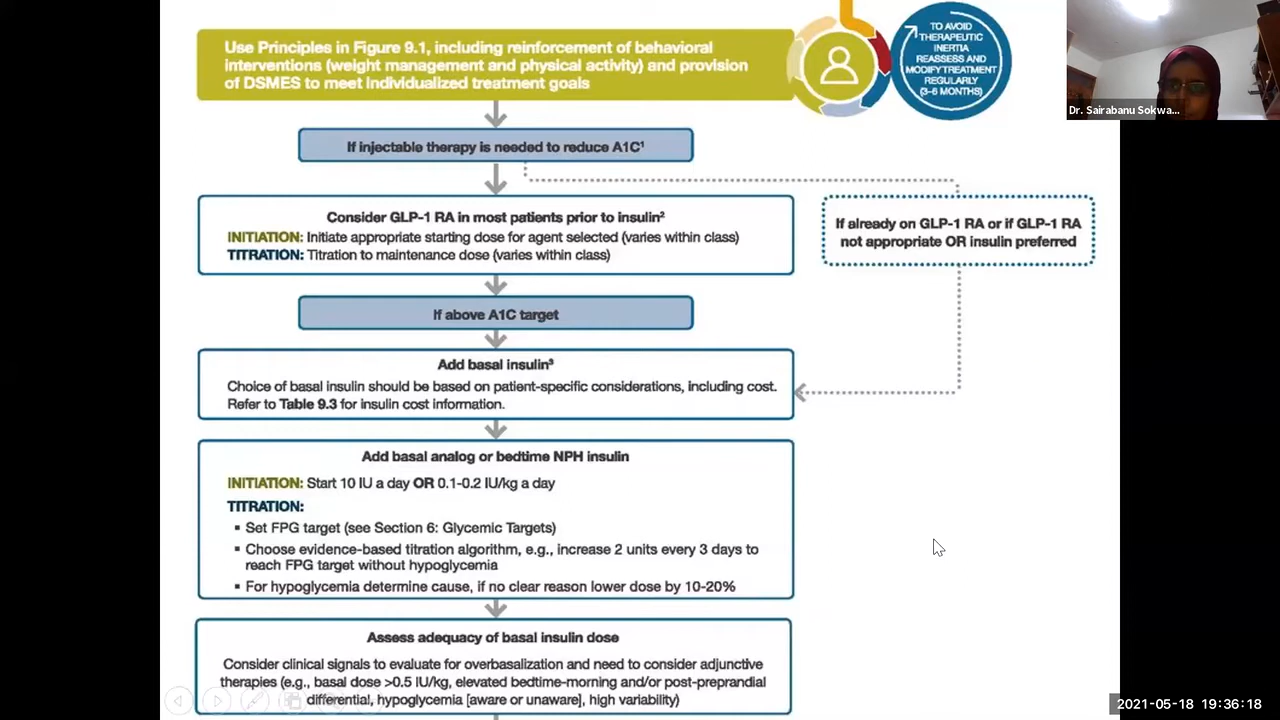 Use Principles in Figure 9.1, including reinforcement of behavioral
interventions (weight management and physical activity) and provision
of DSMES to meet individualized treatment goals
TO AVOID
THERAPEUTIC
INERTIA
REASSESS AND
MODIFY TREATMENT
REGULARLY
(3-6 MONTHS)
Dr. Sairabanu Sokwa...
If injectable therapy is needed to reduce A1C¹
Consider GLP-1 RA in most patients prior to insulin²
INITIATION: Initiate appropriate starting dose for agent selected (varies within class)
TITRATION: Titration to maintenance dose (varies within class)
If already on GLP-1 RA or if GLP-1 RA
not appropriate OR insulin preferred
If above A1C target
Add basal insulin³
Choice of basal insulin should be based on patient-specific considerations, including cost.
Refer to Table 9.3 for insulin cost information.
Add basal analog or bedtime NPH insulin
INITIATION: Start 10 IU a day OR 0.1-0.2 IU/kg a day
TITRATION:
▪ Set FPG target (see Section 6: Glycemic Targets)
▪ Choose evidence-based titration algorithm, e.g., increase 2 units every 3 days to
reach FPG target without hypoglycemia
▪ For hypoglycemia determine cause, if no clear reason lower dose by 10-20%
Assess adequacy of basal insulin dose
Consider clinical signals to evaluate for overbasalization and need to consider adjunctive
therapies (e.g., basal dose >0.5 IU/kg, elevated bedtime-morning and/or post-preprandial
differential, hypoglycemia [aware or unaware], high variability)
2021-05-18 19:36:18